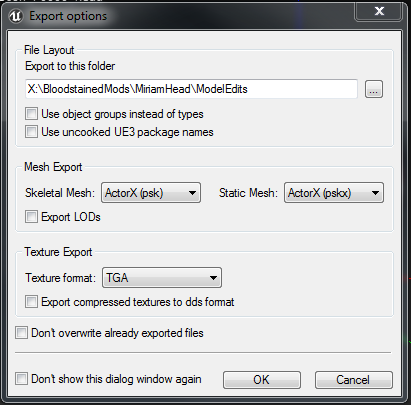 Export options
File Layout
Export to this folder
X:\BloodstainedMods\MiriamHead\ModelEdits
...
Use object groups instead of types
Use uncooked UE3 package names
Mesh Export
Skeletal Mesh: ActorX (psk) Static Mesh: ActorX (pskx)
Export LODs
Texture Export
Texture format: TGA
Export compressed textures to dds format
Don't overwrite already exported files
Don't show this dialog window again OK Cancel